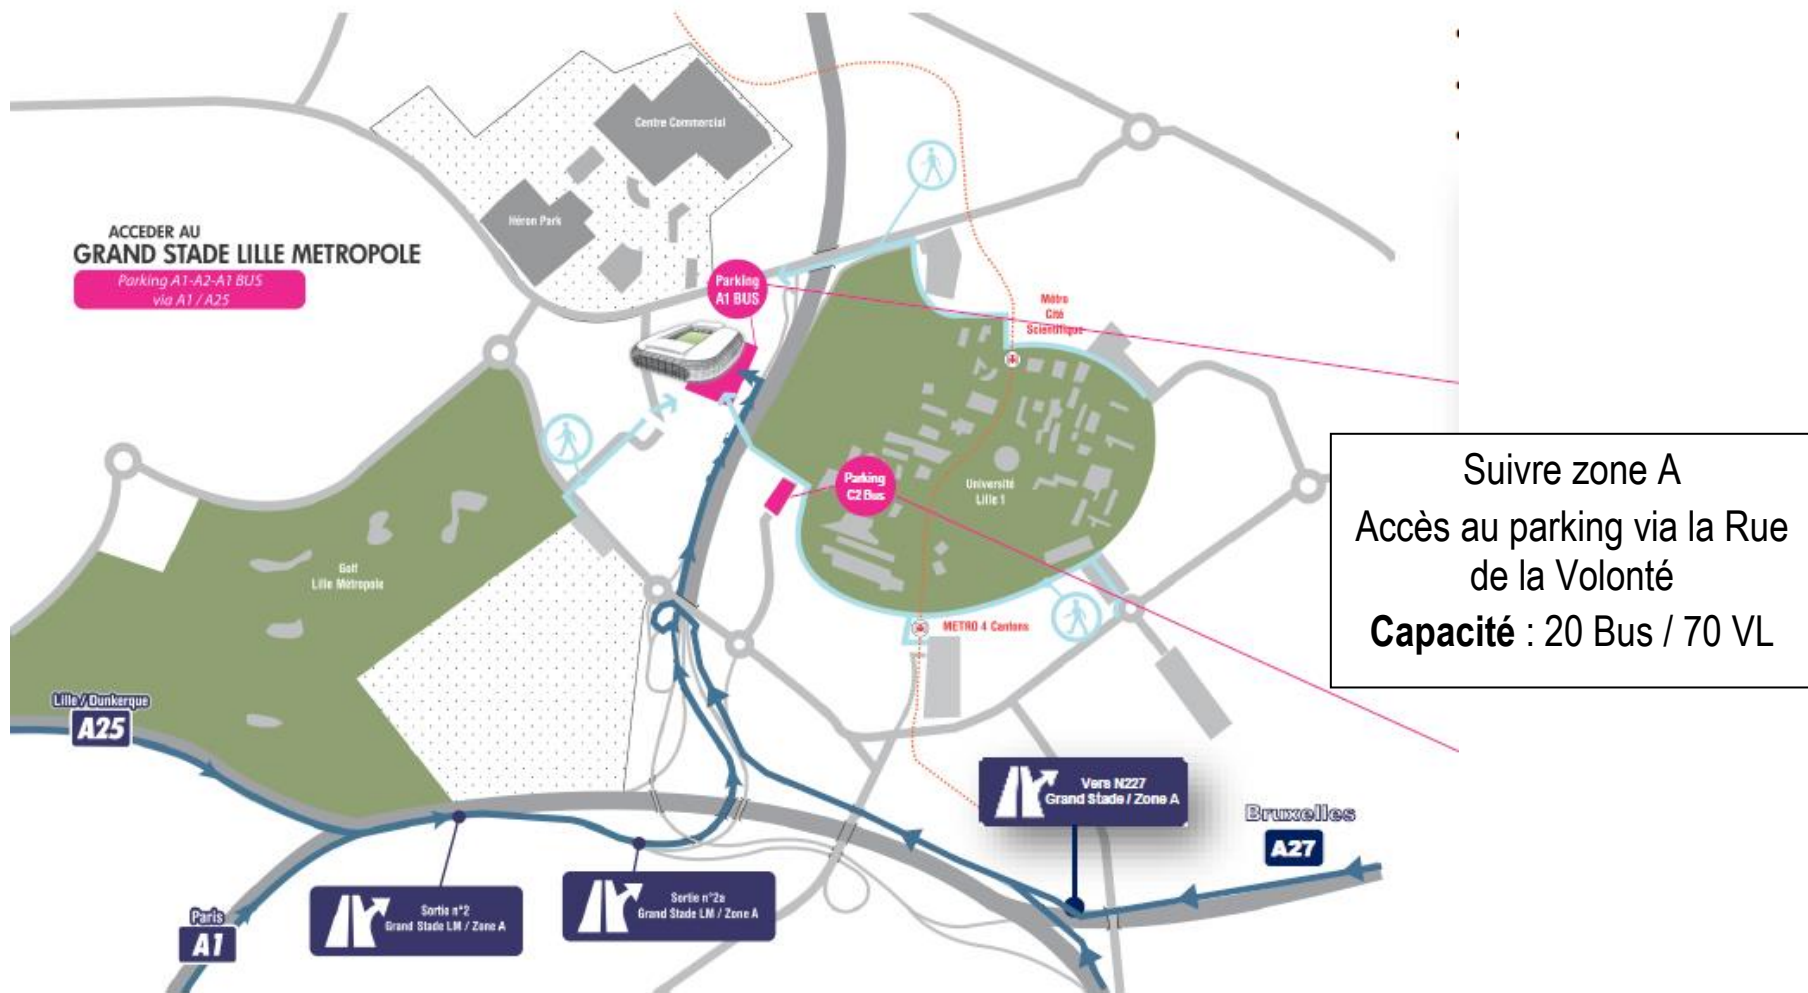 Centre Commercial
Héron Park
ACCEDER AU
GRAND STADE LILLE METROPOLE
Parking A1-A2-A1 BUS
via A1 / A25
Parking
A1 BUS
Métro
Cité
Scientifique
Parking
C2 Bus
Université
Lille 1
Suivre zone A
Accès au parking via la Rue
de la Volonté
Capacité : 20 Bus / 70 VL
Golf
Lille Métropole
METRO 4 Cantons
Lille / Dunkerque
A25
Vers N227
Grand Stade / Zone A
Bruxelles
A27
Sortie n°2
Grand Stade LM / Zone A
Sortie n°2a
Grand Stade LM / Zone A
Paris
A1